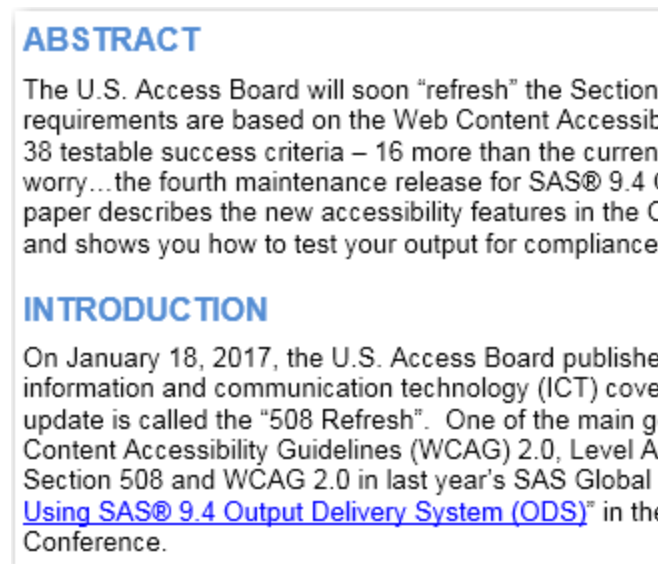 ABSTRACT
The U.S. Access Board will soon “refresh” the Section
requirements are based on the Web Content Accessib
38 testable success criteria – 16 more than the curren
worry…the fourth maintenance release for SAS® 9.4
paper describes the new accessibility features in the
and shows you how to test your output for compliance
INTRODUCTION
On January 18, 2017, the U.S. Access Board publishe
information and communication technology (ICT) cove
update is called the “508 Refresh”.  One of the main g
Content Accessibility Guidelines (WCAG) 2.0, Level A
Section 508 and WCAG 2.0 in last year’s SAS Global
Using SAS® 9.4 Output Delivery System (ODS)” in the
Conference.